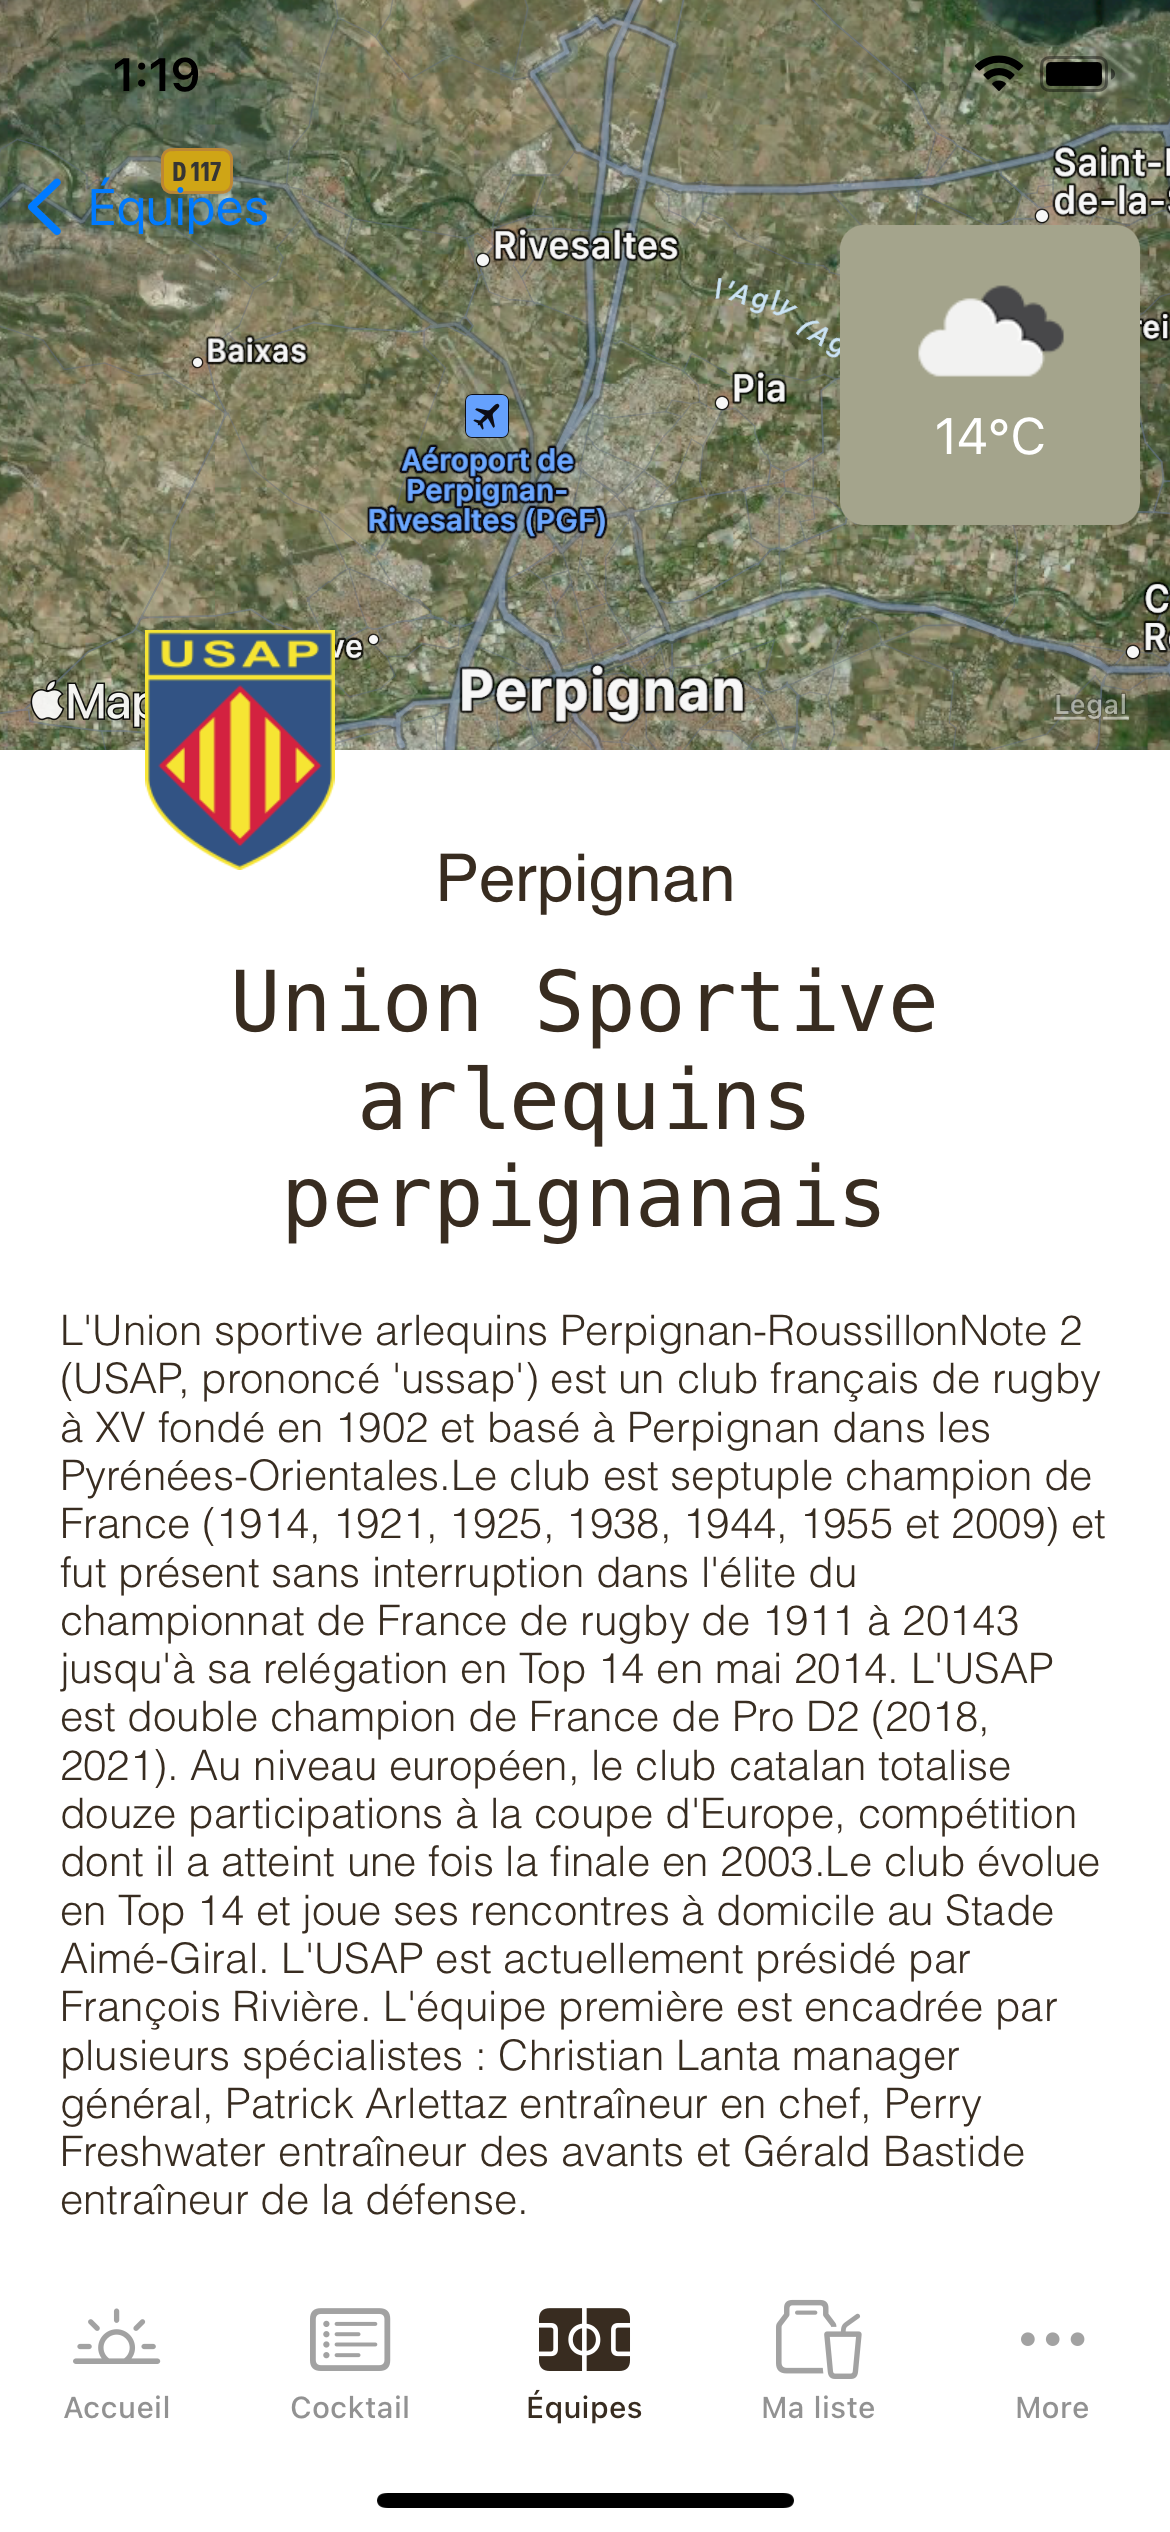 1:19
D 117
Équipes
Saint-
de-la-
Rivesaltes
l'Agly (Ag
Baixas
Pia
14°C
Aéroport de
Perpignan-
Rivesaltes (PGF)
USAP
Perpignan
Legal
Perpignan
Union Sportive
arlequins
perpignanais
L'Union sportive arlequins Perpignan-RoussillonNote 2
(USAP, prononcé 'ussap') est un club français de rugby
à XV fondé en 1902 et basé à Perpignan dans les
Pyrénées-Orientales.Le club est septuple champion de
France (1914, 1921, 1925, 1938, 1944, 1955 et 2009) et
fut présent sans interruption dans l'élite du
championnat de France de rugby de 1911 à 20143
jusqu'à sa relégation en Top 14 en mai 2014. L'USAP
est double champion de France de Pro D2 (2018,
2021). Au niveau européen, le club catalan totalise
douze participations à la coupe d'Europe, compétition
dont il a atteint une fois la finale en 2003.Le club évolue
en Top 14 et joue ses rencontres à domicile au Stade
Aimé-Giral. L'USAP est actuellement présidé par
François Rivière. L'équipe première est encadrée par
plusieurs spécialistes : Christian Lanta manager
général, Patrick Arlettaz entraîneur en chef, Perry
Freshwater entraîneur des avants et Gérald Bastide
entraîneur de la défense.
Accueil
Cocktail
Équipes
Ma liste
More